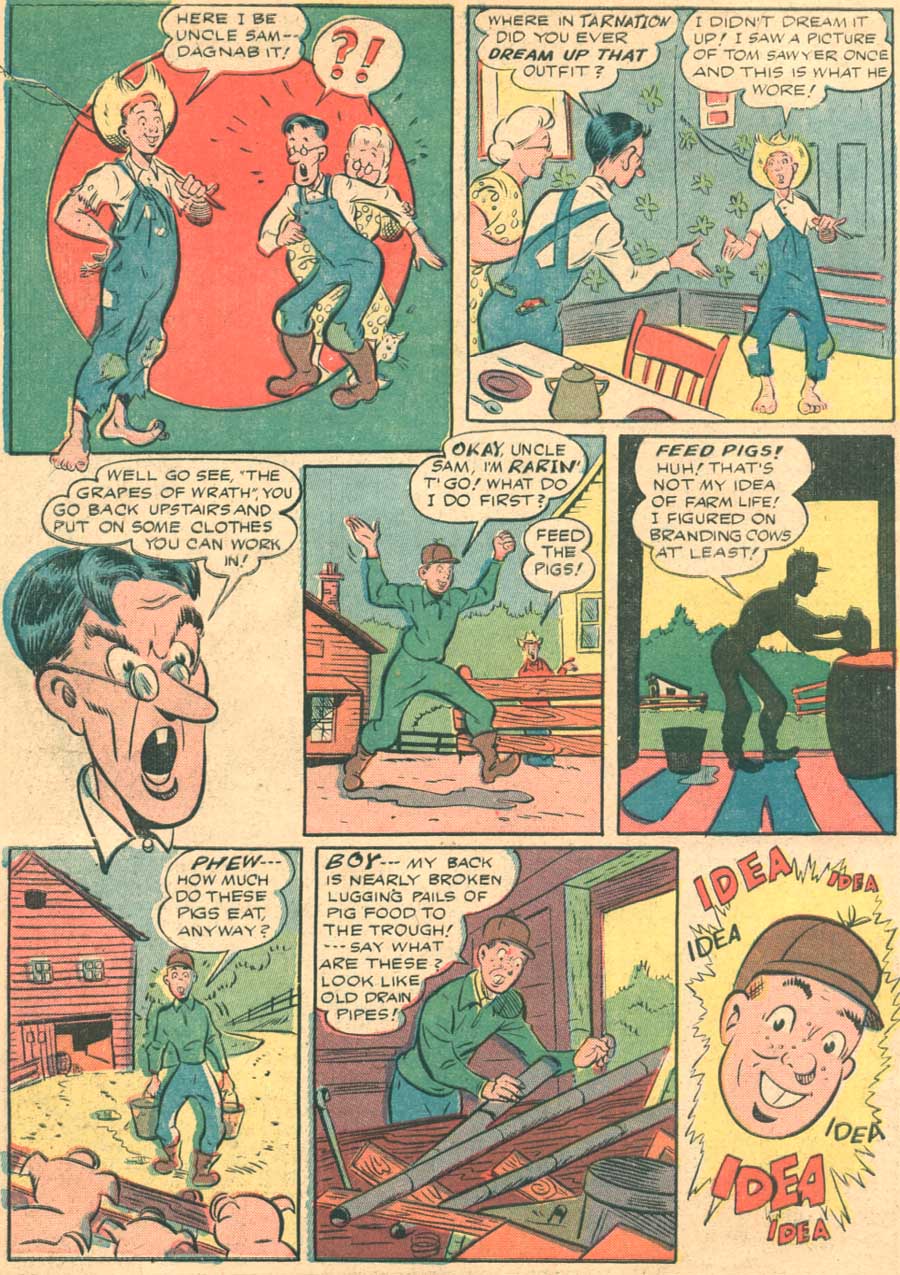 HERE I BE
UNCLE SAM--
DAGNAB IT!
?!
WHERE IN TARNATION
DID YOU EVER
DREAM UP THAT
OUTFIT?
I DIDN'T DREAM IT
UP! I SAW A PICTURE
OF TOM SAWYER ONCE
AND THIS IS WHAT HE
WORE!
WELL GO SEE, "THE
GRAPES OF WRATH", YOU
GO BACK UPSTAIRS AND
PUT ON SOME CLOTHES
YOU CAN WORK
IN!
OKAY, UNCLE
SAM, I'M RARIN'
T' GO! WHAT DO
I DO FIRST?
FEED
THE
PIGS!
FEED PIGS!
HUH! THAT'S
NOT MY IDEA
OF FARM LIFE!
I FIGURED ON
BRANDING COWS
AT LEAST!
PHEW---
HOW MUCH
DO THESE
PIGS EAT,
ANYWAY?
BOY--- MY BACK
IS NEARLY BROKEN
LUGGING PAILS OF
PIG FOOD TO
THE TROUGH!
---SAY WHAT
ARE THESE?
LOOK LIKE
OLD DRAIN
PIPES!
IDEA
IDEA
IDEA
IDEA
IDEA
IDEA